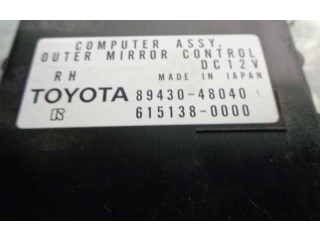 COMPUTER ASSY,
OUTER MIRROR CONTROL
DC12V
RH MADE IN JAPAN
TOYOTA 89430-48040
615138-0000